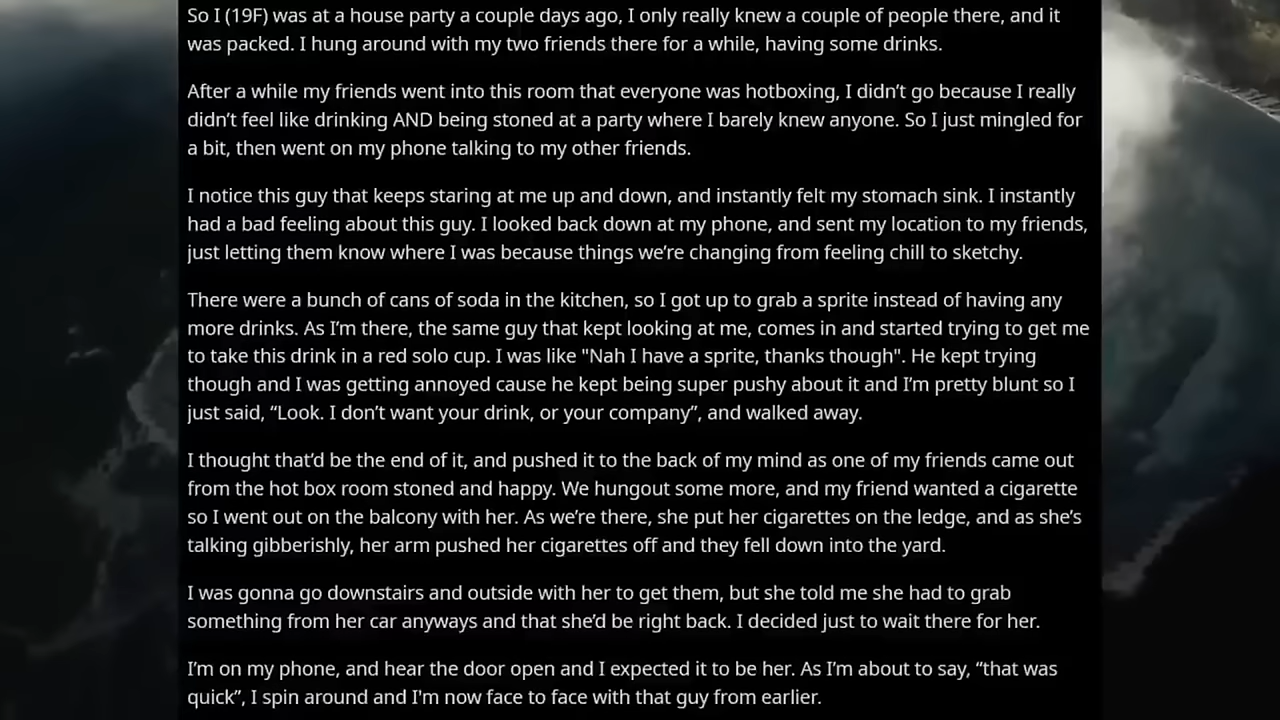 So I (19F) was at a house party a couple days ago, I only really knew a couple of people there, and it
was packed. I hung around with my two friends there for a while, having some drinks.
After a while my friends went into this room that everyone was hotboxing, I didn’t go because I really
didn’t feel like drinking AND being stoned at a party where I barely knew anyone. So I just mingled for
a bit, then went on my phone talking to my other friends.
I notice this guy that keeps staring at me up and down, and instantly felt my stomach sink. I instantly
had a bad feeling about this guy. I looked back down at my phone, and sent my location to my friends,
just letting them know where I was because things we’re changing from feeling chill to sketchy.
There were a bunch of cans of soda in the kitchen, so I got up to grab a sprite instead of having any
more drinks. As I’m there, the same guy that kept looking at me, comes in and started trying to get me
to take this drink in a red solo cup. I was like "Nah I have a sprite, thanks though". He kept trying
though and I was getting annoyed cause he kept being super pushy about it and I’m pretty blunt so I
just said, “Look. I don’t want your drink, or your company”, and walked away.
I thought that’d be the end of it, and pushed it to the back of my mind as one of my friends came out
from the hot box room stoned and happy. We hungout some more, and my friend wanted a cigarette
so I went out on the balcony with her. As we’re there, she put her cigarettes on the ledge, and as she’s
talking gibberishly, her arm pushed her cigarettes off and they fell down into the yard.
I was gonna go downstairs and outside with her to get them, but she told me she had to grab
something from her car anyways and that she’d be right back. I decided just to wait there for her.
I’m on my phone, and hear the door open and I expected it to be her. As I’m about to say, “that was
quick”, I spin around and I'm now face to face with that guy from earlier.